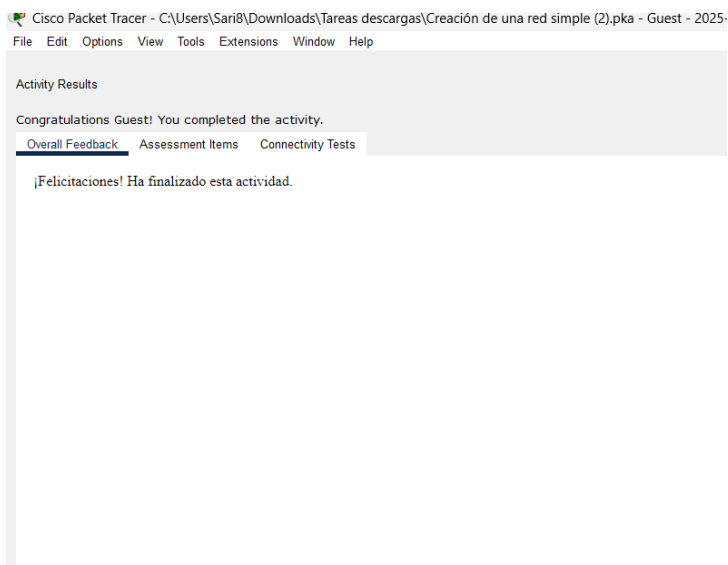 Cisco Packet Tracer - C:\Users\Sari8\Downloads\Tareas descargas\Creación de una red simple (2).pka - Guest - 2025-
File Edit Options View Tools Extensions Window Help
Activity Results
Congratulations Guest! You completed the activity.
Overall Feedback Assessment Items Connectivity Tests
¡Felicitaciones! Ha finalizado esta actividad.